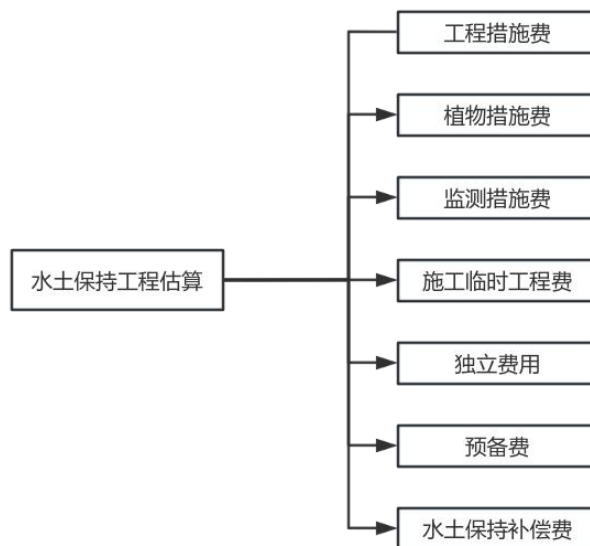 工程措施费
植物措施费
监测措施费
水土保持工程估算
施工临时工程费
独立费用
预备费
水土保持补偿费